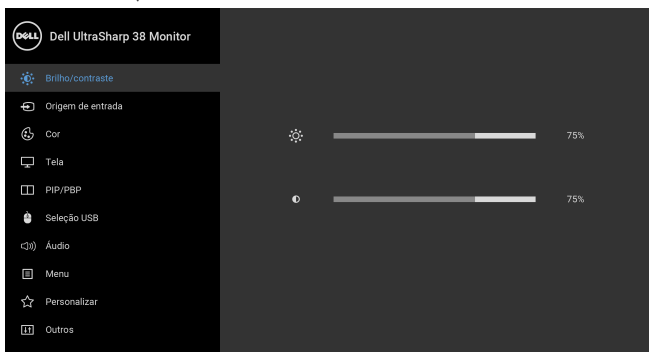 DELL
Dell UltraSharp 38 Monitor
Brilho/contraste
Origem de entrada
Cor
75%
Tela
PIP/PBP
75%
Seleção USB
Áudio
Menu
Personalizar
Outros